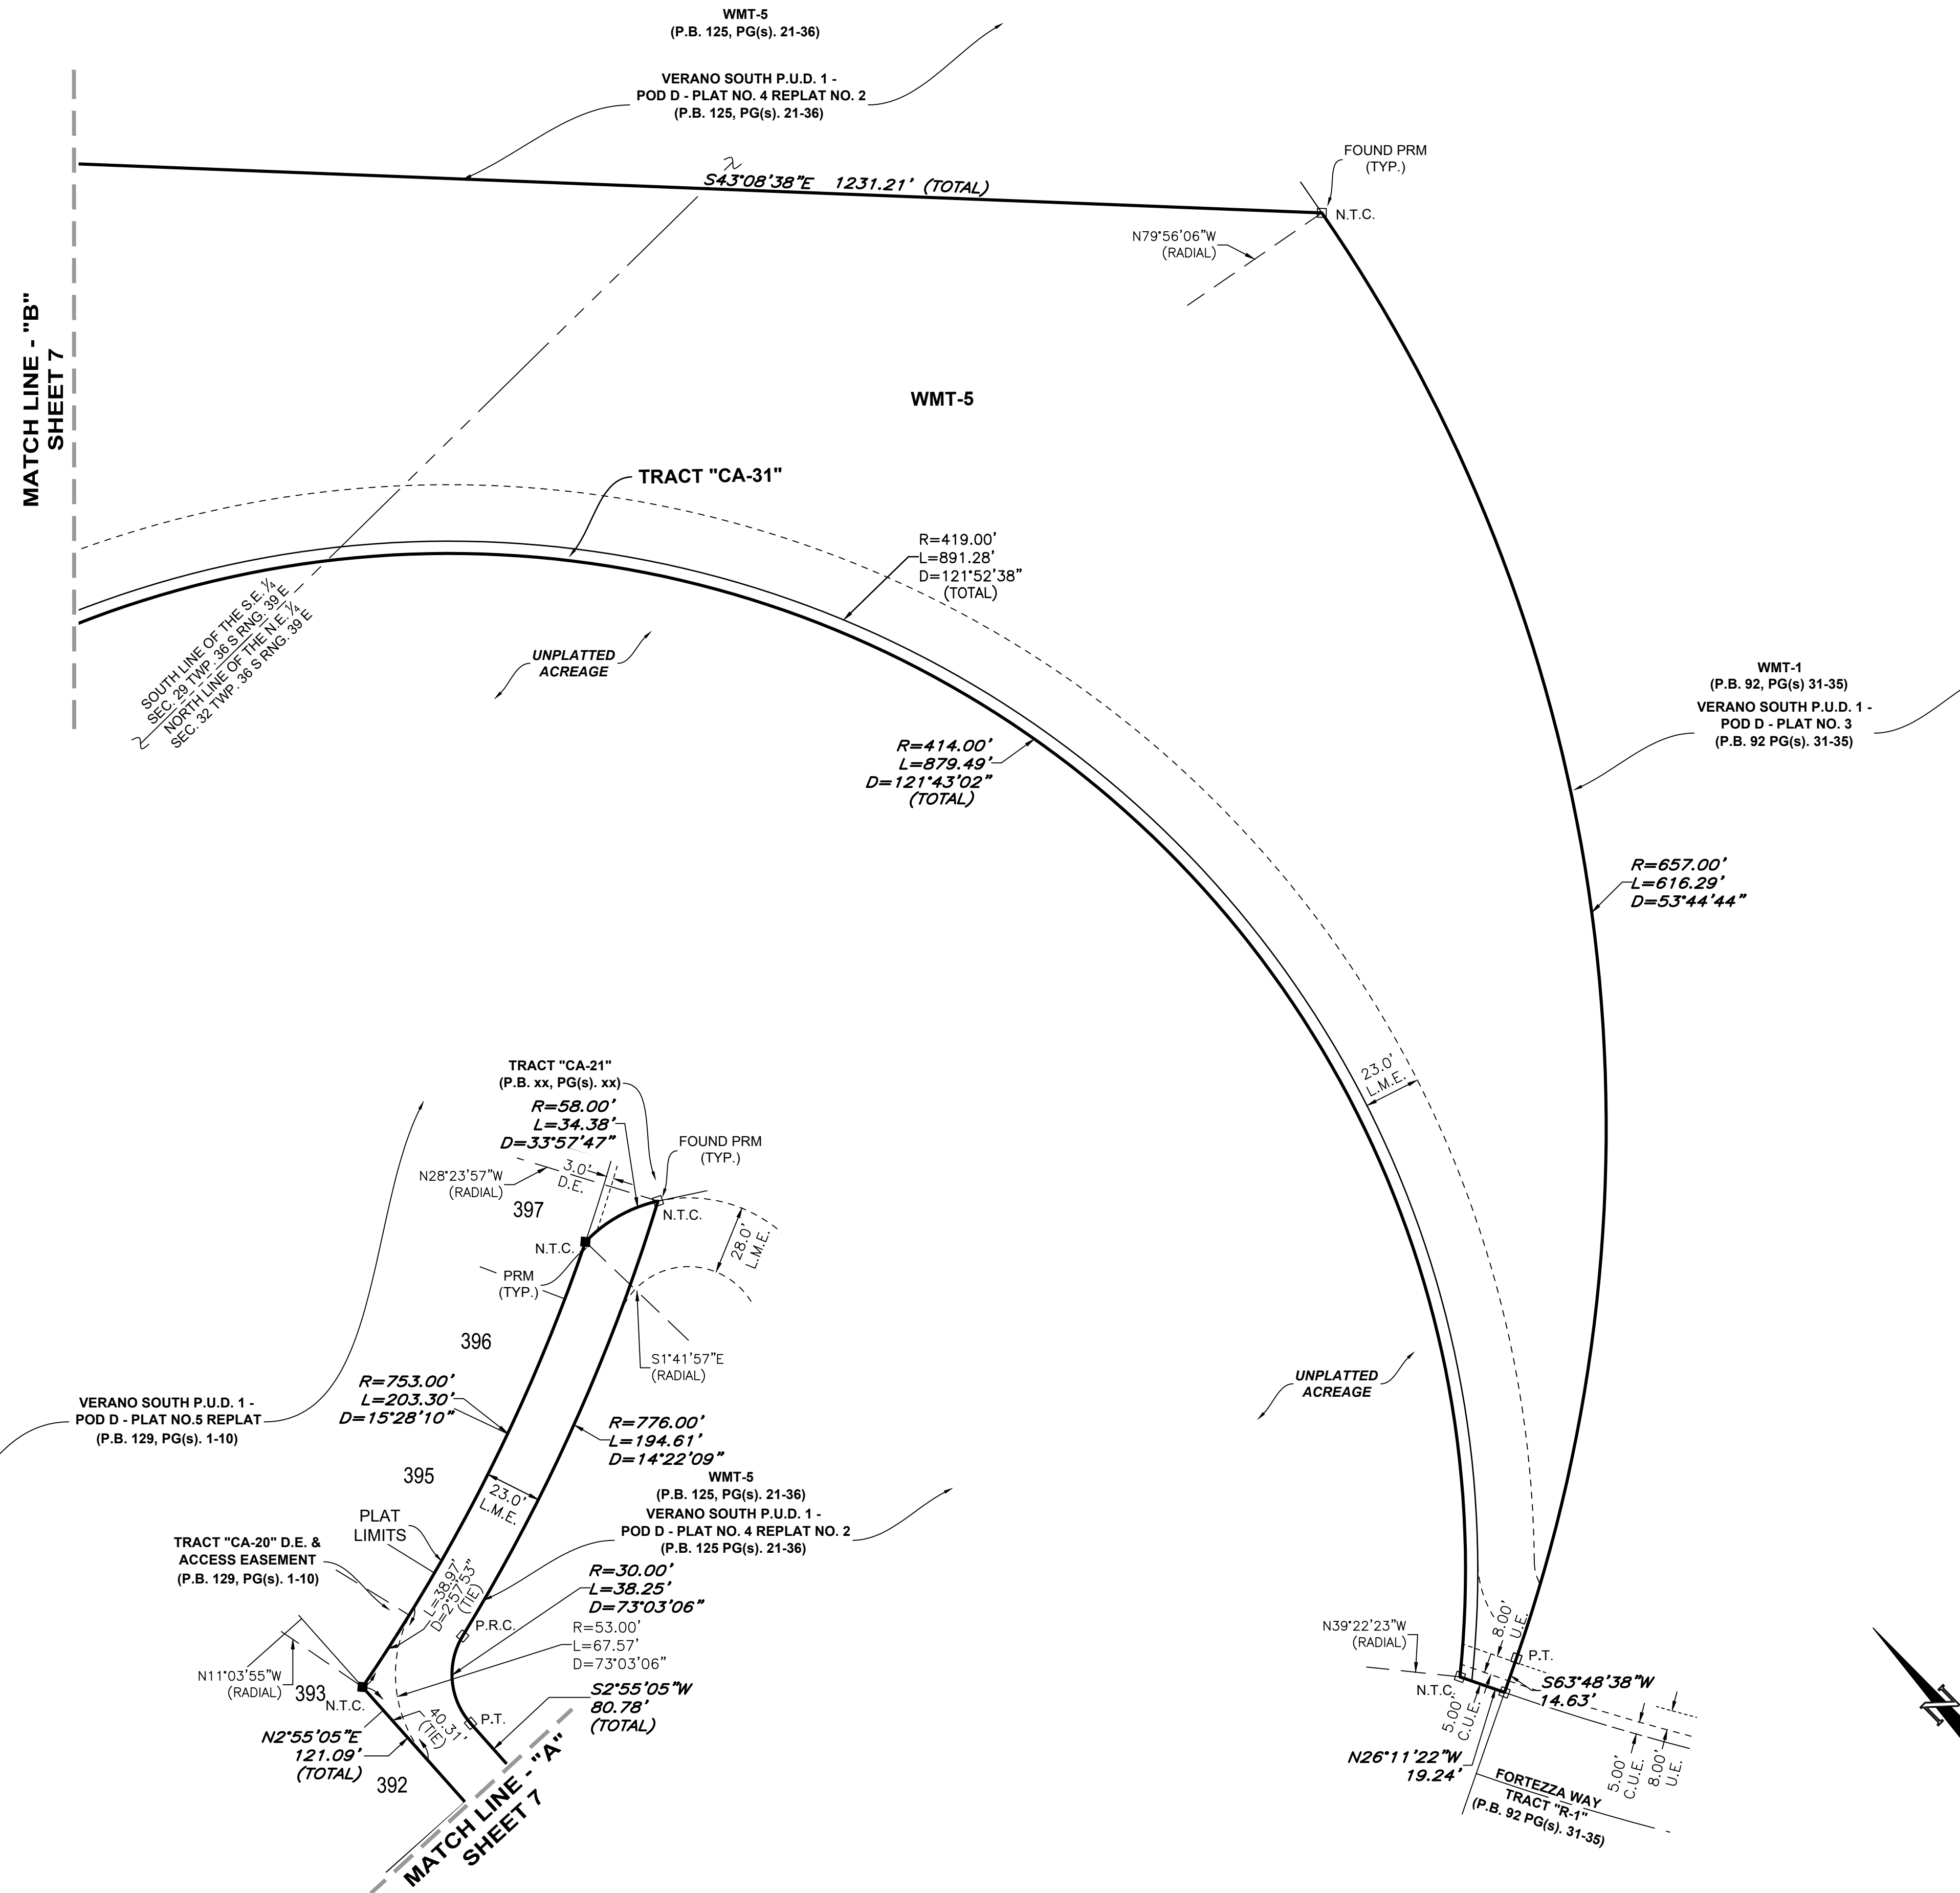 WMT-5
(P.B. 125, PG(s). 21-36)
VERANO SOUTH P.U.D. 1 -
POD D - PLAT NO. 4 REPLAT NO. 2
(P.B. 125, PG(s). 21-36)
S43°08'38"E 1231.21' (TOTAL)
FOUND PRM
(TYP.)
N.T.C.
N79°56'06"W
(RADIAL)
MATCH LINE - "B"
SHEET 7
WMT-5
TRACT "CA-31"
R=419.00'
L=891.28'
D=121°52'38"
(TOTAL)
SOUTH LINE OF THE S.E. 1/4
SEC. 29 TWP. 36 S RNG. 39 E
NORTH LINE OF THE N.E. 1/4
SEC. 32 TWP. 36 S RNG. 39 E
UNPLATTED
ACREAGE
WMT-1
(P.B. 92, PG(s) 31-35)
VERANO SOUTH P.U.D. 1 -
POD D - PLAT NO. 3
(P.B. 92 PG(s). 31-35)
R=414.00'
L=879.49'
D=121°43'02"
(TOTAL)
R=657.00'
L=616.29'
D=53°44'44"
23.0'
L.M.E.
TRACT "CA-21"
(P.B. xx, PG(s). xx)
R=58.00'
L=34.38'
D=33°57'47"
FOUND PRM
(TYP.)
N28°23'57"W
(RADIAL)
3.0'
D.E.
397
N.T.C.
N.T.C.
28.0'
L.M.E.
PRM
(TYP.)
396
S1°41'57"E
(RADIAL)
UNPLATTED
ACREAGE
R=753.00'
L=203.30'
D=15°28'10"
VERANO SOUTH P.U.D. 1 -
POD D - PLAT NO.5 REPLAT
(P.B. 129, PG(s). 1-10)
R=776.00'
L=194.61'
D=14°22'09"
395
23.0'
L.M.E.
WMT-5
(P.B. 125, PG(s). 21-36)
VERANO SOUTH P.U.D. 1 -
POD D - PLAT NO. 4 REPLAT NO. 2
(P.B. 125 PG(s). 21-36)
PLAT
LIMITS
TRACT "CA-20" D.E. &
ACCESS EASEMENT
(P.B. 129, PG(s). 1-10)
L=38.97'
D=2°57'53"
(TIE)
R=30.00'
L=38.25'
D=73°03'06"
P.R.C.
R=53.00'
L=67.57'
D=73°03'06"
N11°03'55"W
(RADIAL)
393
N.T.C.
40.31'
(TIE)
P.T.
S2°55'05"W
80.78'
(TOTAL)
N2°55'05"E
121.09'
(TOTAL)
392
MATCH LINE - "A"
SHEET 7
N39°22'23"W
(RADIAL)
8.00'
U.E.
P.T.
N.T.C.
S63°48'38"W
14.63'
5.00'
C.U.E.
N26°11'22"W
19.24'
5.00'
C.U.E.
8.00'
U.E.
FORTEZZA WAY
TRACT "R-1"
(P.B. 92 PG(s). 31-35)
N